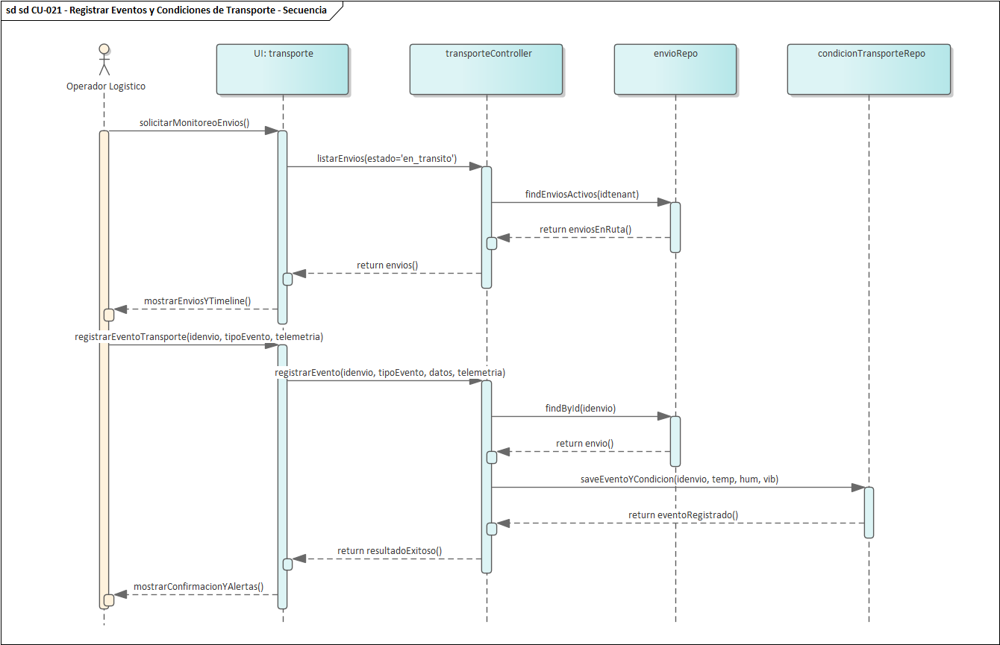 sd sd CU-021 - Registrar Eventos y Condiciones de Transporte - Secuencia
Operador Logistico
UI: transporte
transporteController
envioRepo
condicionTransporteRepo
solicitarMonitoreoEnvios()
listarEnvios(estado='en_transito')
findEnviosActivos(idtenant)
return enviosEnRuta()
return envios()
mostrarEnviosYTimeline()
registrarEventoTransporte(idenvio, tipoEvento, telemetria)
registrarEvento(idenvio, tipoEvento, datos, telemetria)
findById(idenvio)
return envio()
saveEventoYCondicion(idenvio, temp, hum, vib)
return eventoRegistrado()
return resultadoExitoso()
mostrarConfirmacionYAlertas()